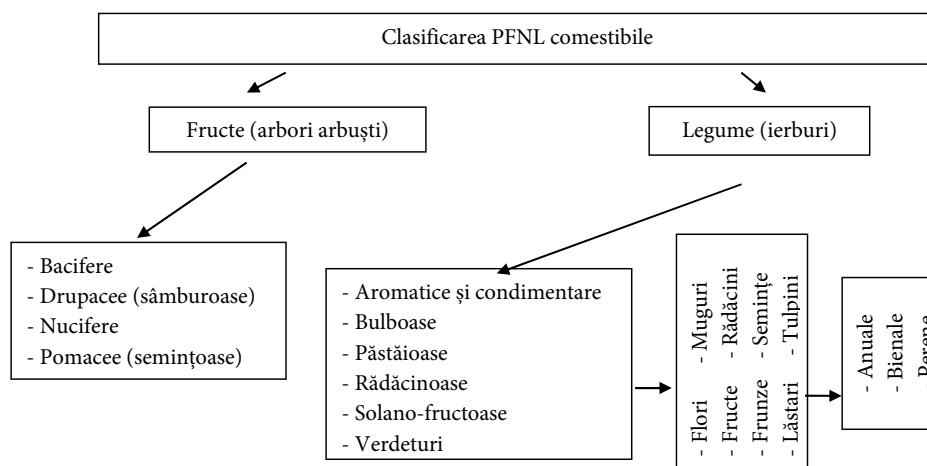 Clasificarea PFNL comestibile
Fructe (arbori arbuști)
Legume (ierburi)
- Bacifere
- Drupacee (sâmburoase)
- Nucifere
- Pomacee (semințoase)
- Aromatice și condimentare
- Bulboase
- Păstăioase
- Rădăcinoase
- Solano-fructoase
- Verdeturi
- Flori - Muguri
- Fructe - Rădăcini
- Frunze - Semințe
- Lăstari - Tulpini
- Anuale
- Bienale
- Perene